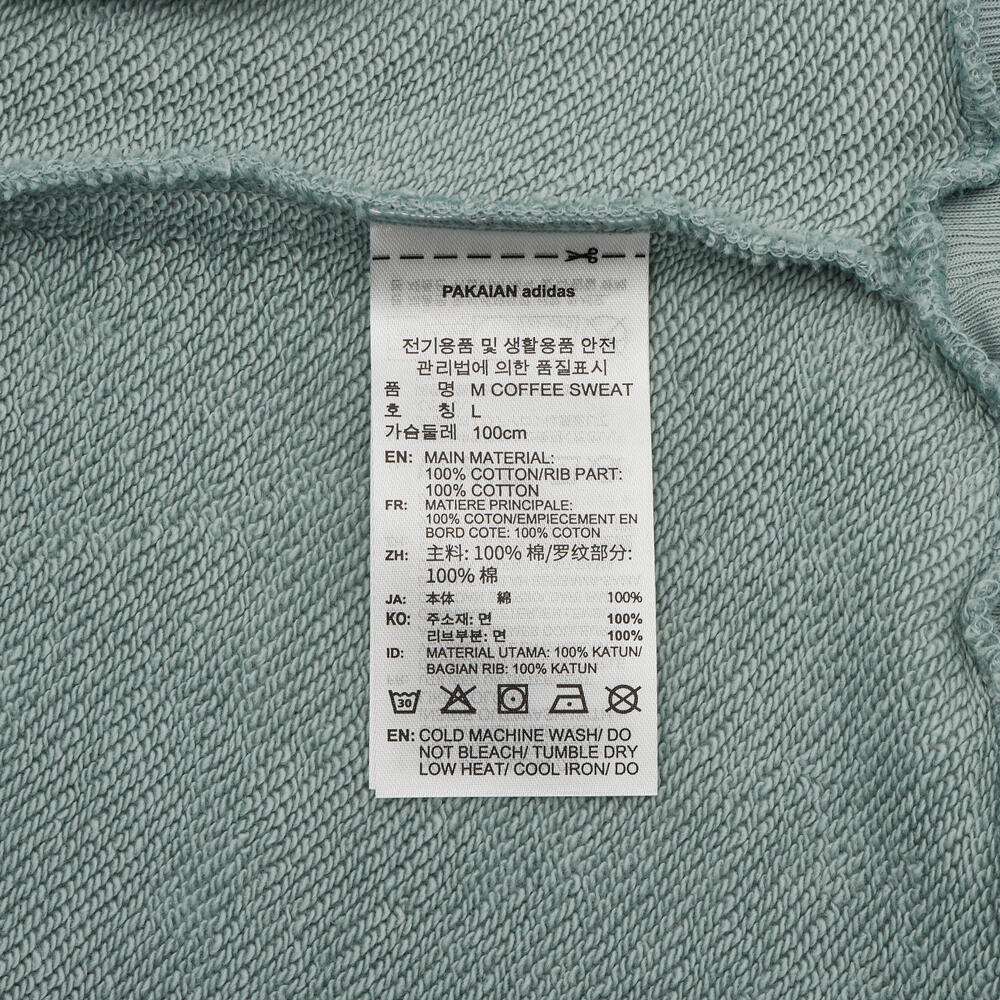 PAKAIAN adidas
전기용품 및 생활용품 안전
관리법에 의한 품질표시
품 명 M COFFEE SWEAT
호 칭 L
가슴둘레 100cm
EN: MAIN MATERIAL:
100% COTTON/RIB PART:
100% COTTON
FR: MATIERE PRINCIPALE:
100% COTON/EMPIECEMENT EN
BORD COTE: 100% COTON
ZH: 主料: 100% 棉/罗纹部分:
100% 棉
JA: 本体 綿 100%
KO: 주소재: 면 100%
리브부분: 면 100%
ID: MATERIAL UTAMA: 100% KATUN/
BAGIAN RIB: 100% KATUN
30
EN: COLD MACHINE WASH/ DO
NOT BLEACH/ TUMBLE DRY
LOW HEAT/ COOL IRON/ DO